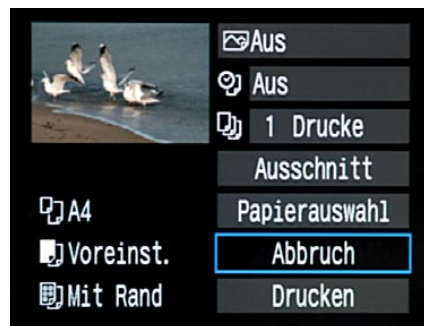 Aus
Aus
1 Drucke
Ausschnitt
A4 Papierauswahl
Voreinst. Abbruch
Mit Rand Drucken